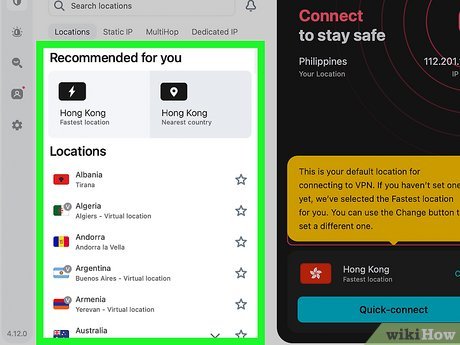 Search locations
Locations
Static IP
MultiHop
Dedicated IP
Recommended for you
Hong Kong
Fastest location
Hong Kong
Nearest country
Locations
Albania
Tirana
Algeria
Algiers - Virtual location
Andorra
Andorra la Vella
Argentina
Buenos Aires - Virtual location
Armenia
Yerevan - Virtual location
Australia
4.12.0
Connect
to stay safe
Philippines
Your Location
112.201.
IP
This is your default location for
connecting to VPN. If you haven't set one
yet, we've selected the Fastest location
for you. You can use the Change button t
set a different one.
Hong Kong
Fastest location
C
Quick-connect
wikiHow